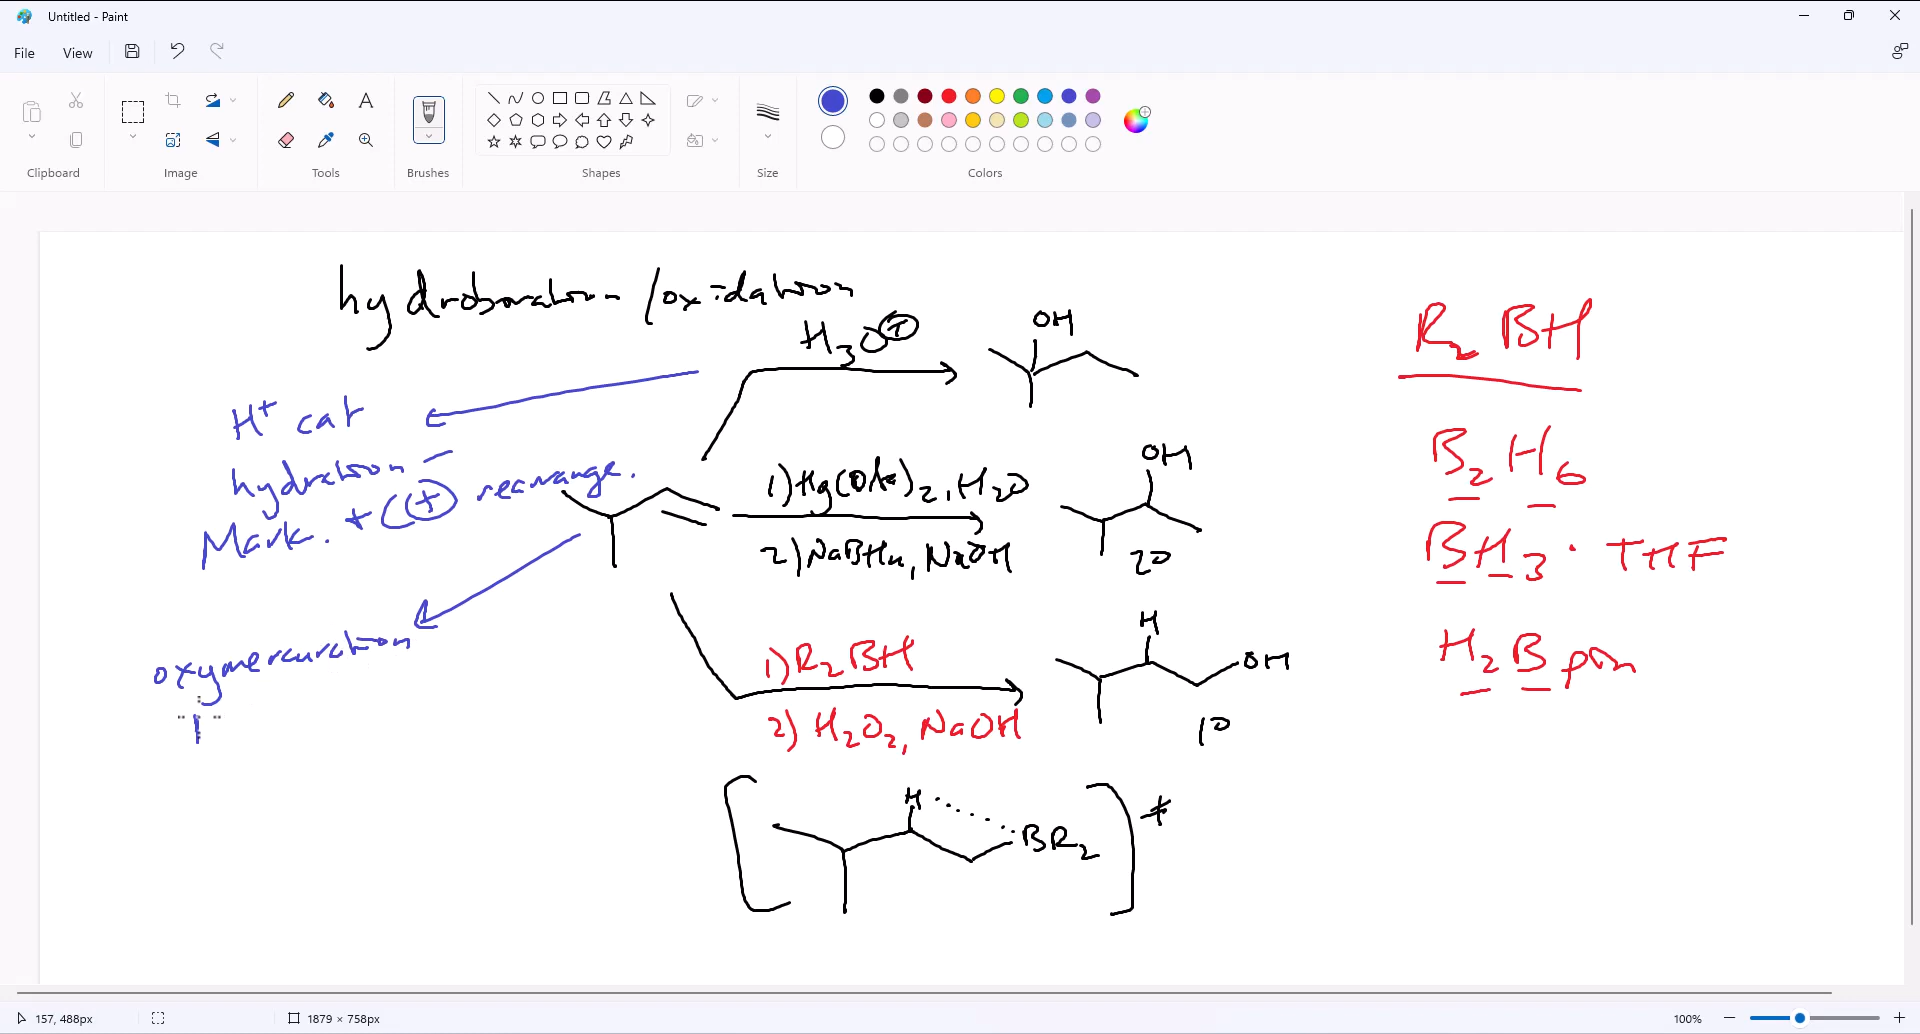 Untitled - Paint
File
View
Clipboard
Image
Tools
Brushes
Shapes
Size
Colors
hydroboration/oxidation
H3O+
OH
R2BH
H+ cat
hydration -
Mark. + (+) rearrange.
1) Hg(OAc)2, H2O
2) NaBH4, NaOH
OH
2°
B2H6
BH3 · THF
H2Bpin
oxymercuration
1) R2BH
2) H2O2, NaOH
H
OH
1°
H
BR2
‡
157, 488px
1879 × 758px
100%